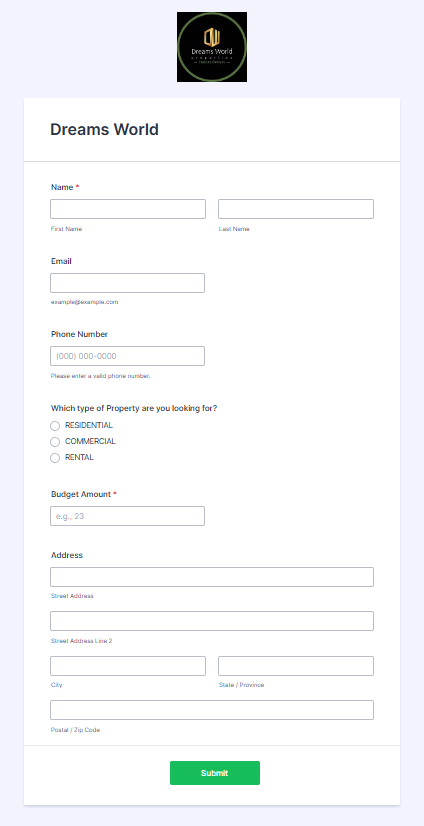 Dreams World
properties
Dreams World
Name *
First Name Last Name
Email
example@example.com
Phone Number
(000) 000-0000
Please enter a valid phone number.
Which type of Property are you looking for?
RESIDENTIAL
COMMERCIAL
RENTAL
Budget Amount *
e.g., 23
Address
Street Address
Street Address Line 2
City State / Province
Postal / Zip Code
Submit